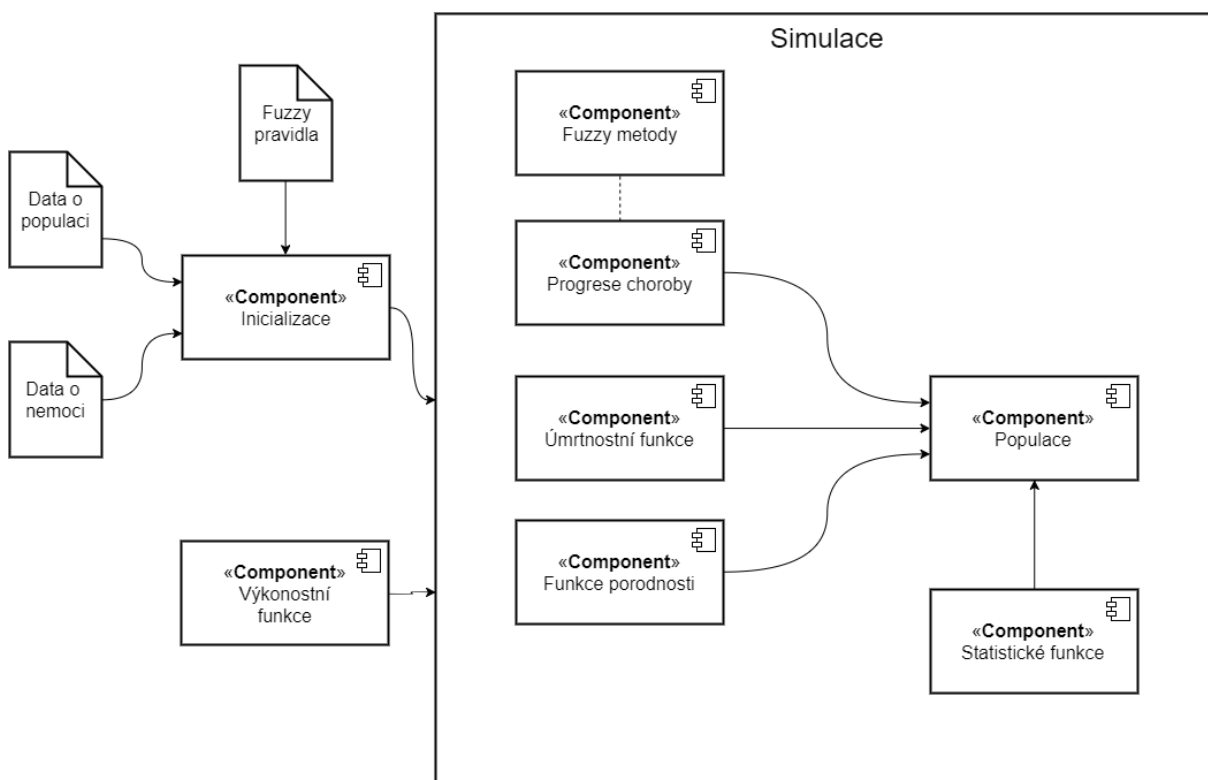 Simulace
Fuzzy
pravidla
Data o
populaci
«Component»
Inicializace
Data o
nemoci
«Component»
Výkonostní
funkce
«Component»
Fuzzy metody
«Component»
Progrese choroby
«Component»
Úmrtnostní funkce
«Component»
Funkce porodnosti
«Component»
Populace
«Component»
Statistické funkce